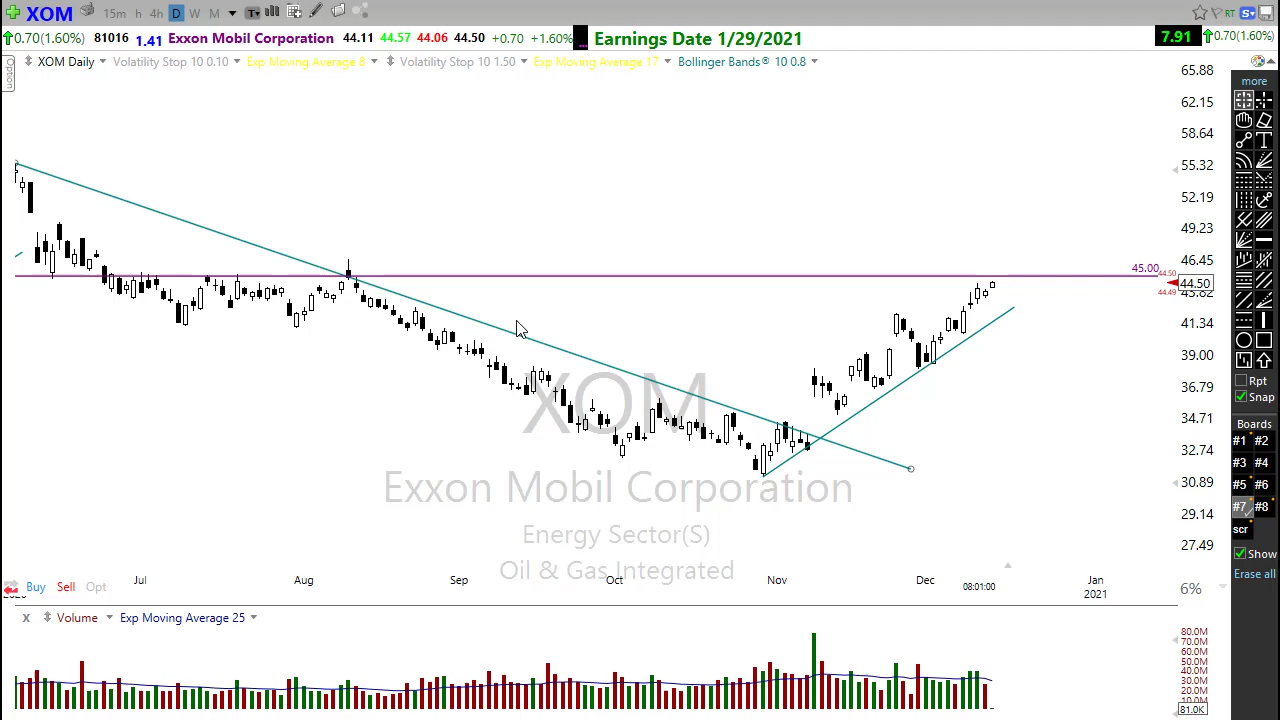 XOM 15m h 4h D W M T RT S
0.70(1.60%) 81016 1.41 Exxon Mobil Corporation 44.11 44.57 44.06 44.50 +0.70 +1.60% ... Earnings Date 1/29/2021 7.91 0.70(1.60%)
Option
XOM Daily Volatility Stop 10 0.10 Exp Moving Average 8 Volatility Stop 10 1.50 Exp Moving Average 17 Bollinger Bands® 10 0.8
65.88
62.15
58.64
55.32
52.19
49.23
46.45
45.00
44.50
44.50
44.49
43.82
41.34
39.00
36.79
34.71
32.74
30.89
29.14
27.49
XOM
Exxon Mobil Corporation
Energy Sector(S)
Oil & Gas Integrated
Jul Aug Sep Oct Nov Dec Jan
2021
08:01:00
6%
Buy Sell Opt
X Volume Exp Moving Average 25
80.0M
70.0M
60.0M
50.0M
40.0M
30.0M
20.0M
10.0M
81.0K
more
T
Rpt
Snap
Boards
#1 #2
#3 #4
#5 #6
#7 #8
scr
Show
Erase all